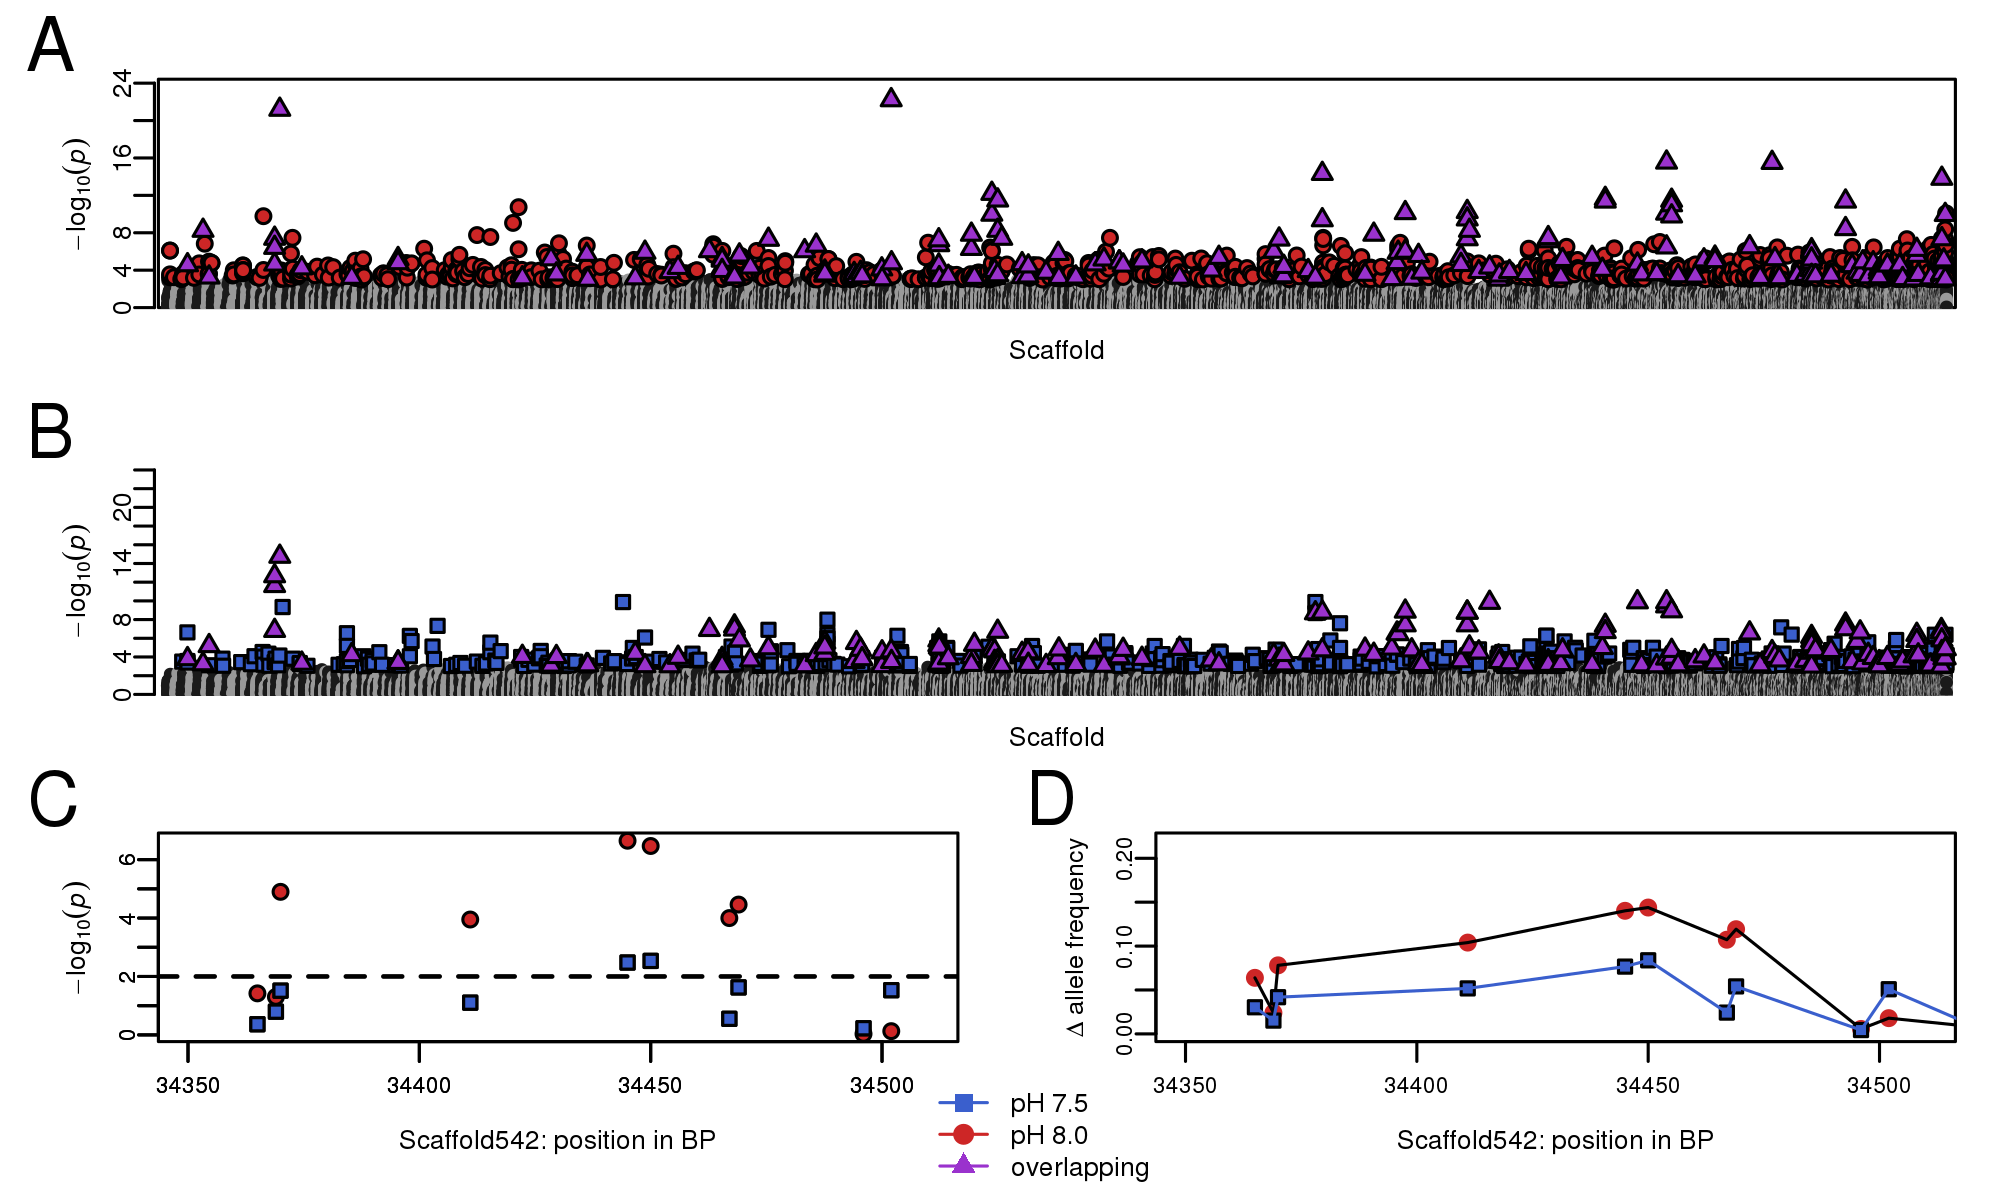 A
24
16
8
4
0
−log10(p)
Scaffold
B
20
14
8
4
0
−log10(p)
Scaffold
C
6
4
2
0
−log10(p)
34350 34400 34450 34500
Scaffold542: position in BP
D
0.20
0.10
0.00
Δ allele frequency
34350 34400 34450 34500
Scaffold542: position in BP
pH 7.5
pH 8.0
overlapping